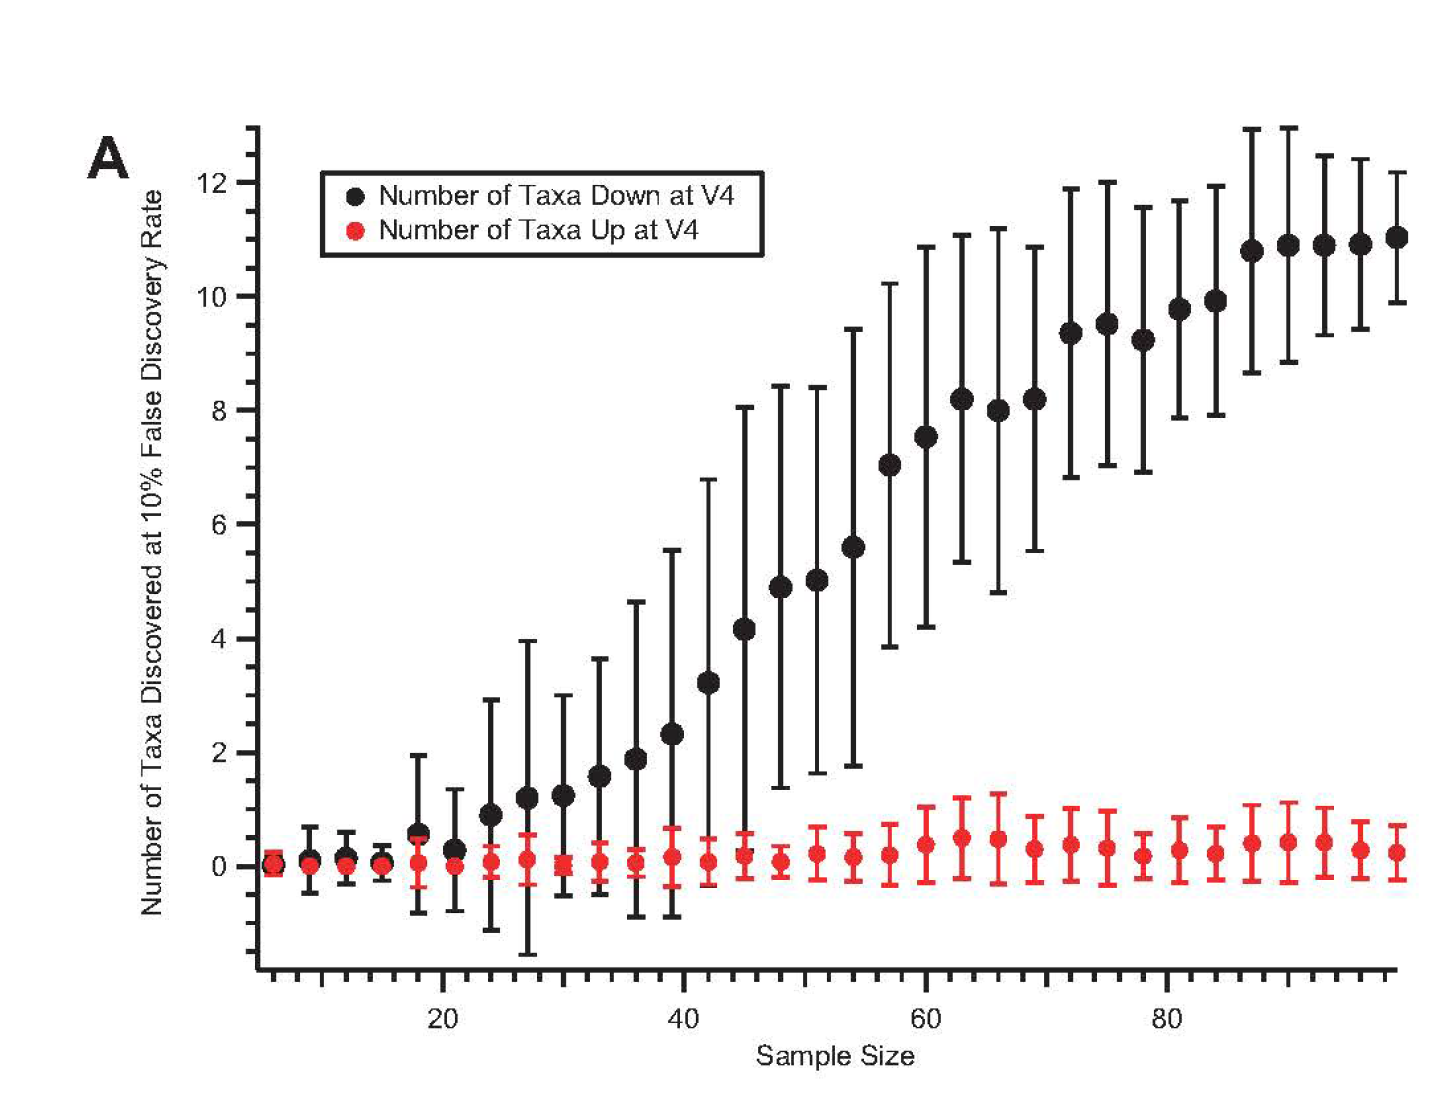 A
Number of Taxa Discovered at 10% False Discovery Rate
12
10
8
6
4
2
0
Number of Taxa Down at V4
Number of Taxa Up at V4
20 40 60 80
Sample Size